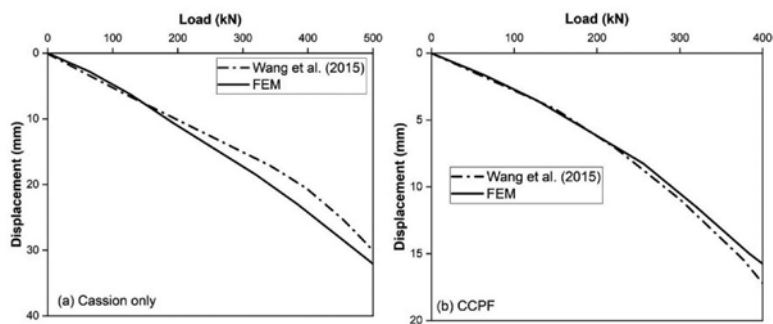 Load (kN)
0 100 200 300 400 500
0
10
20
30
40
Displacement (mm)
Wang et al. (2015)
FEM
(a) Cassion only
Load (kN)
0 100 200 300 400
0
5
10
15
20
Displacement (mm)
Wang et al. (2015)
FEM
(b) CCPF